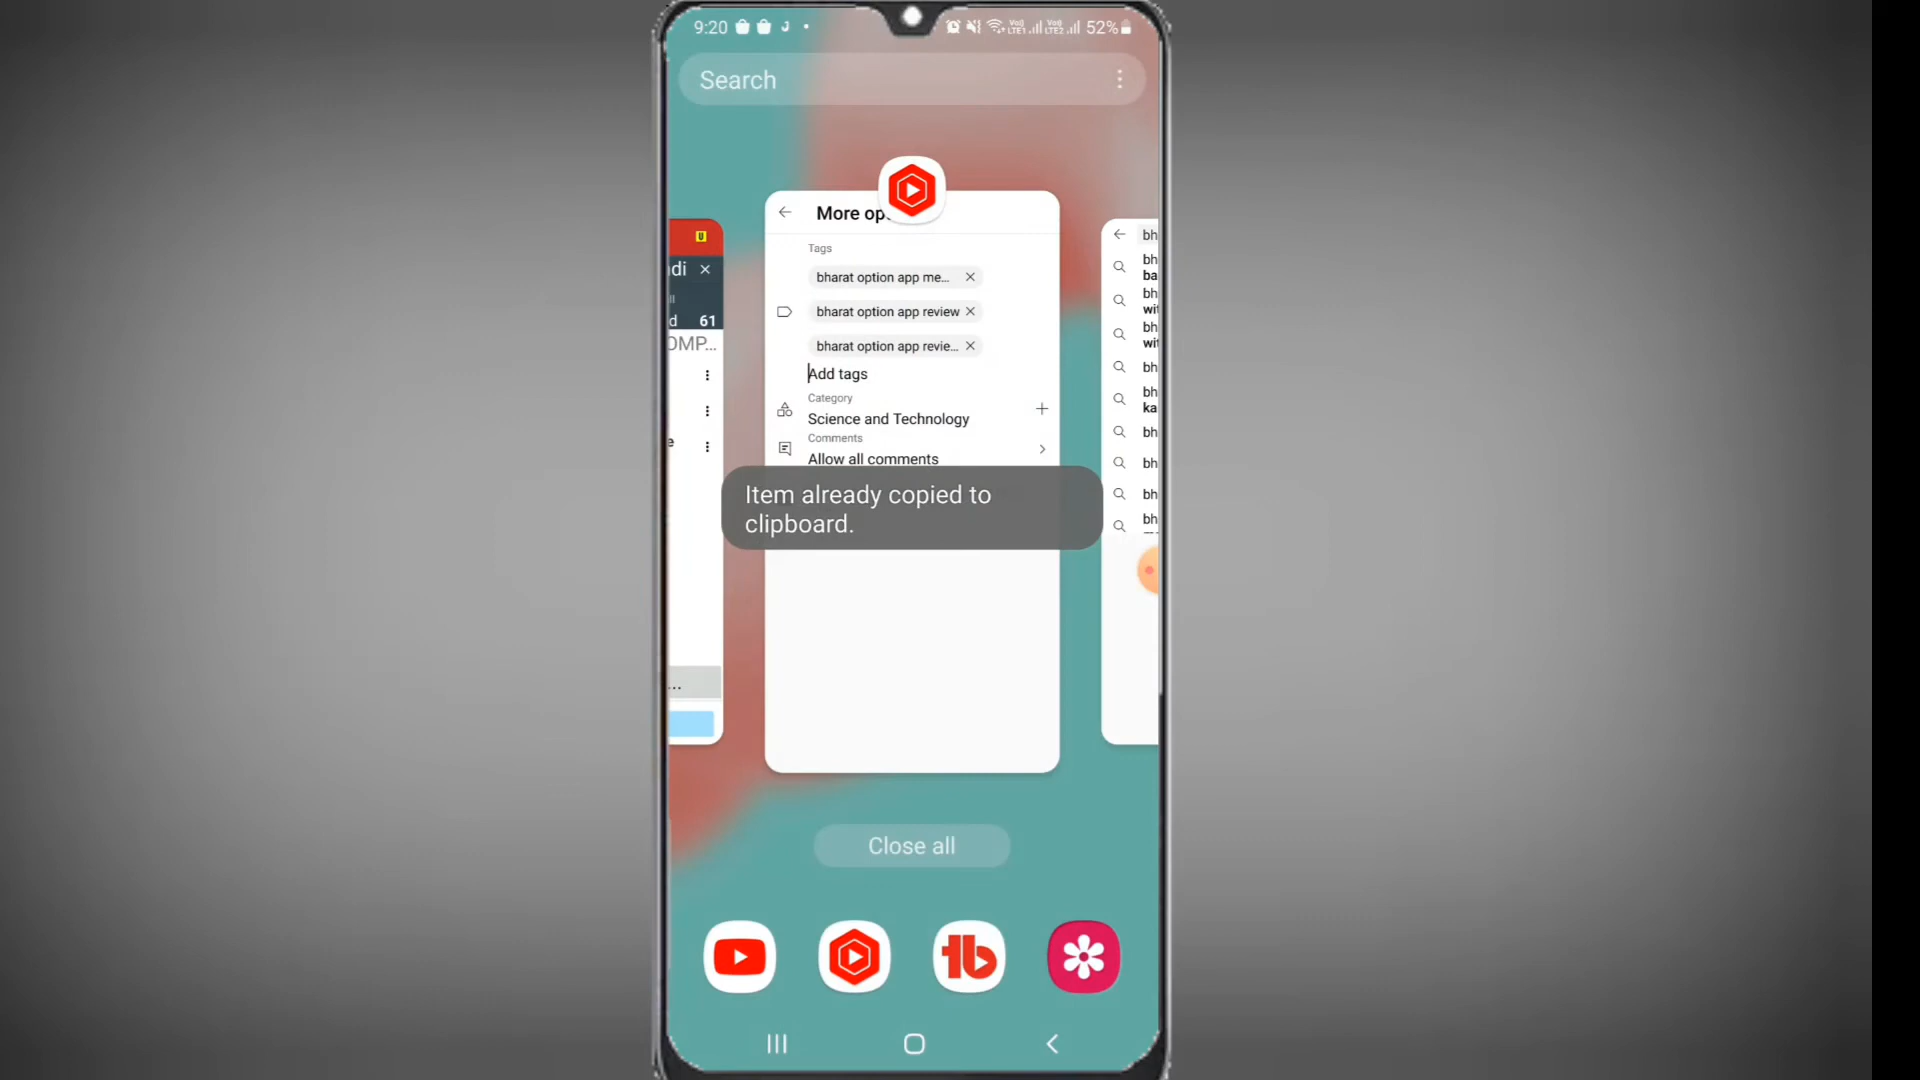 9:20
52%
Search
More op
Tags
bharat option app me...
bharat option app review
bharat option app revie...
Add tags
Category
Science and Technology
Comments
Allow all comments
Item already copied to
clipboard.
di
d 61
OMP...
e
...
bh
bh
ba
bh
wit
bh
wit
bh
bh
ka
bh
bh
bh
bh
Close all